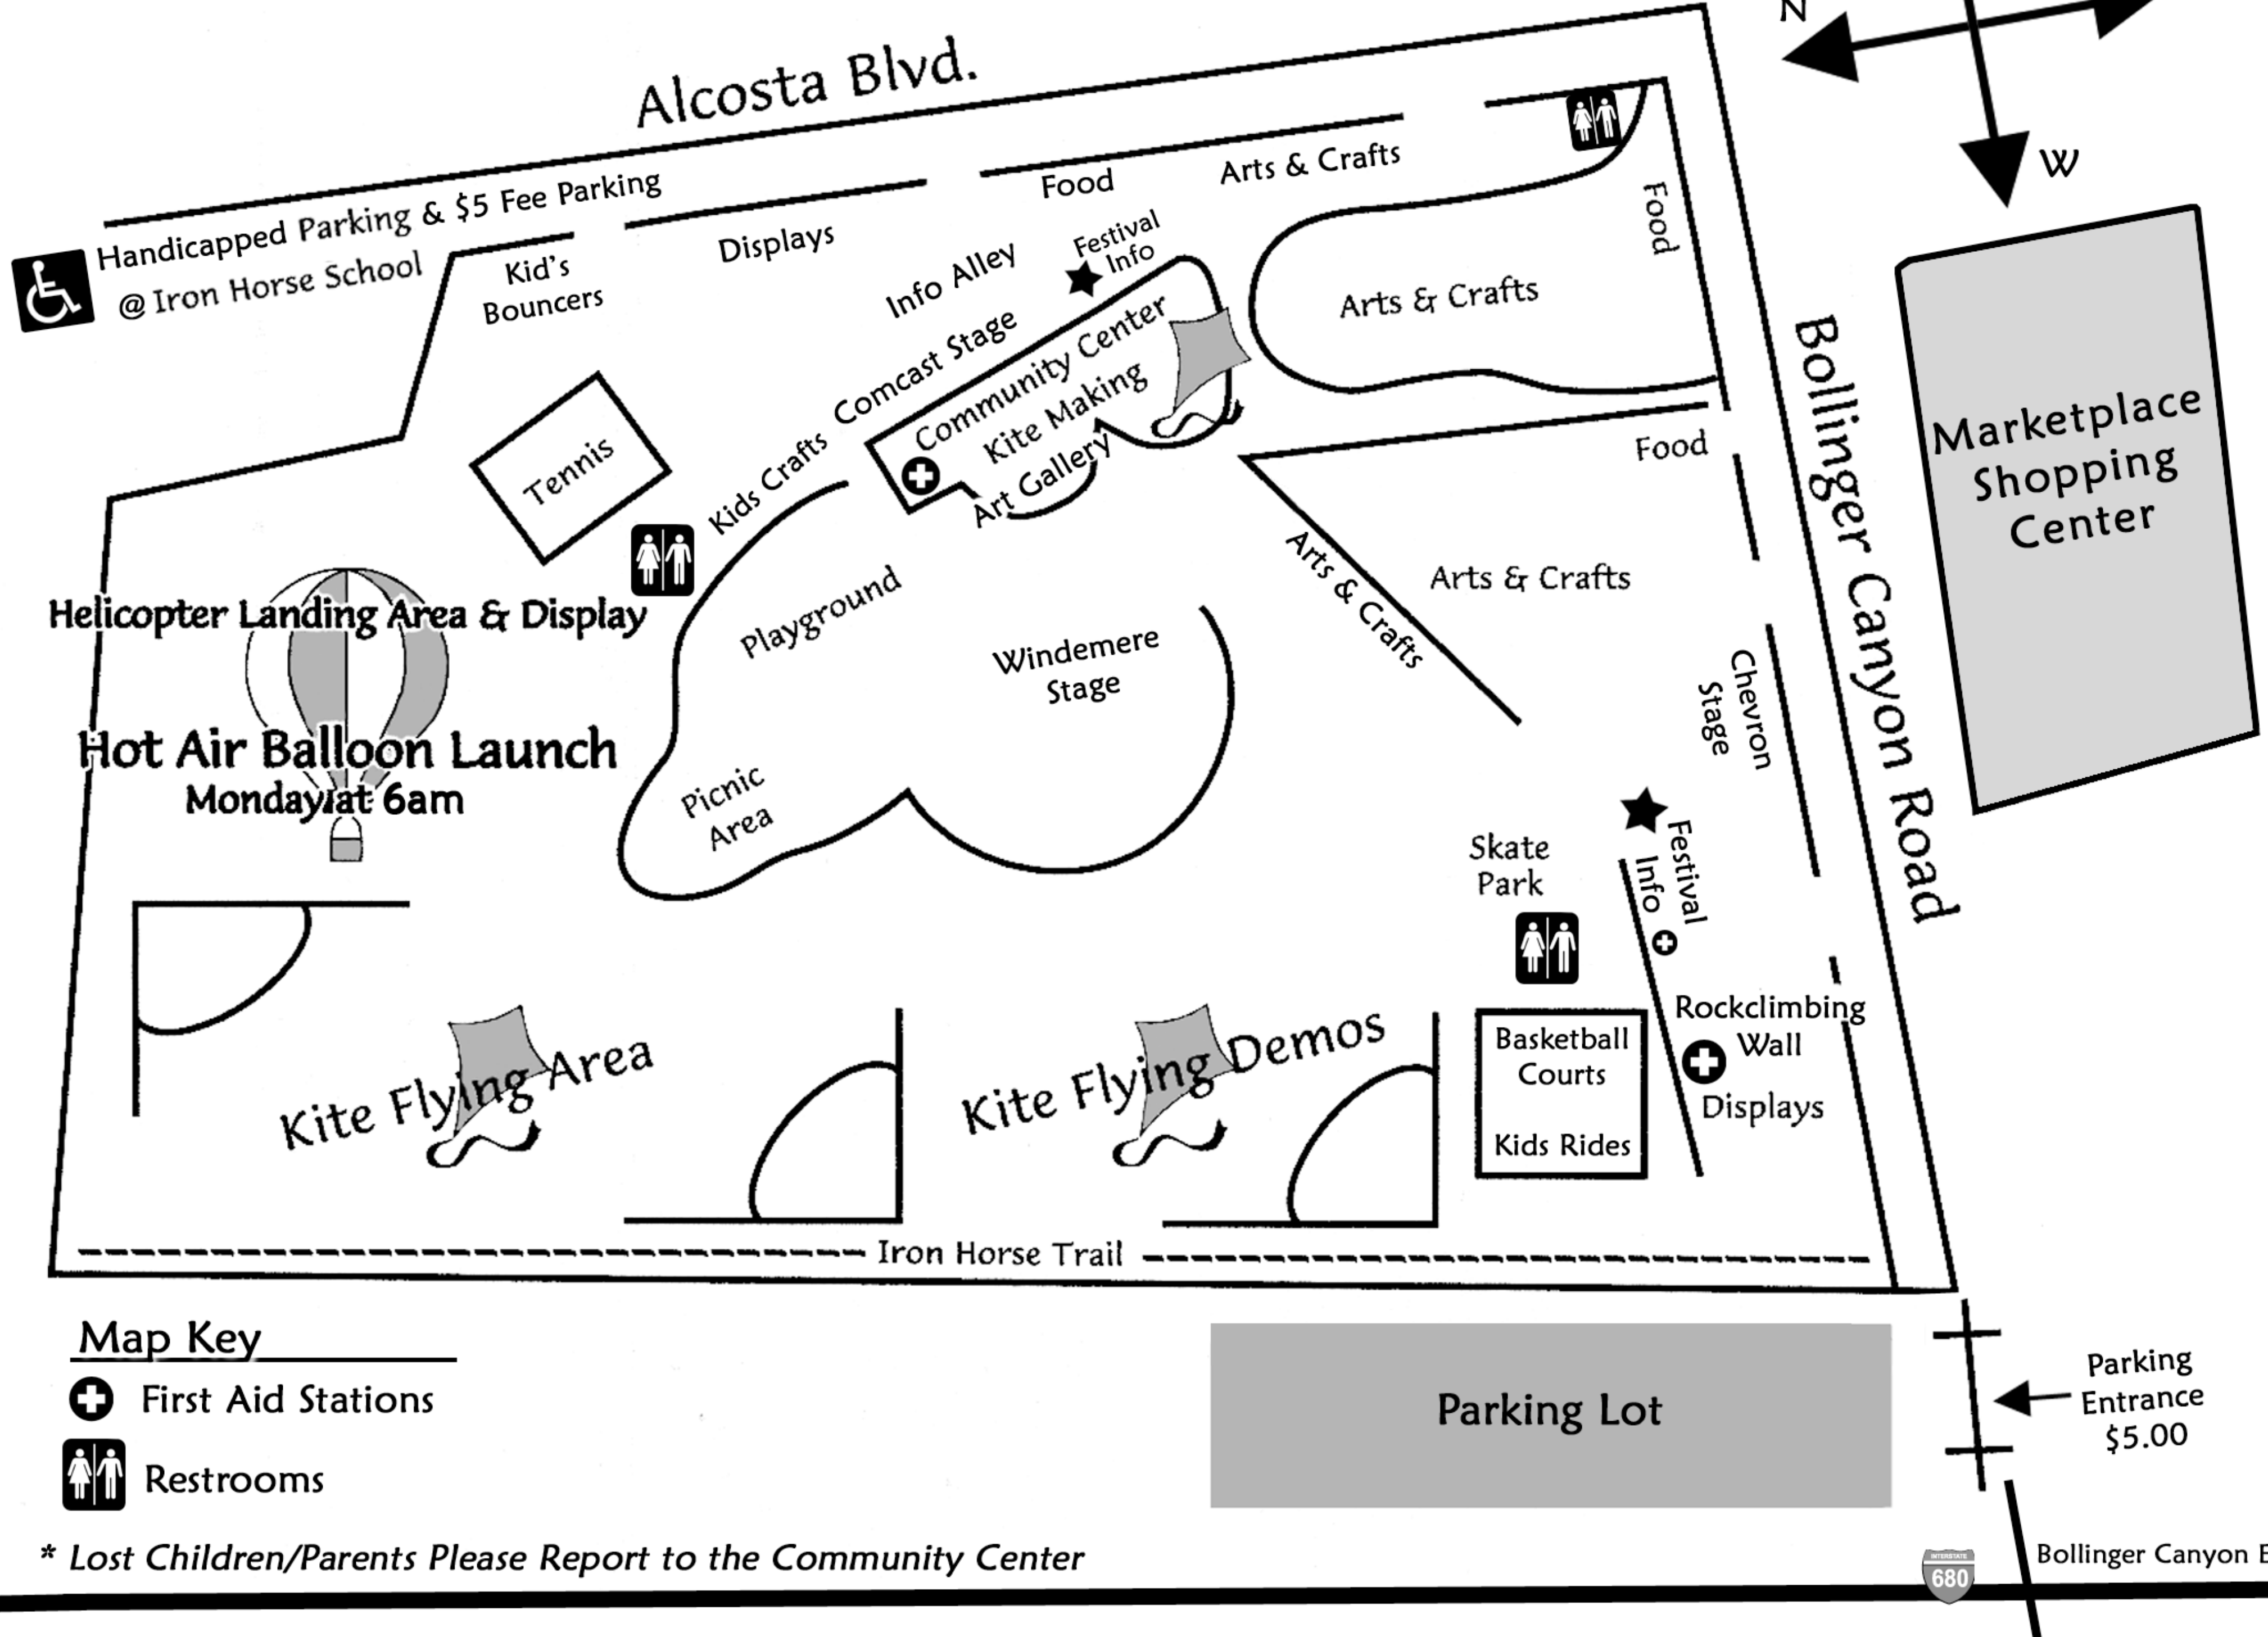 N
W
Alcosta Blvd.
Handicapped Parking & $5 Fee Parking
@ Iron Horse School
Kid's
Bouncers
Displays
Food
Arts & Crafts
Food
Info Alley
Festival
Info
Comcast Stage
Community Center
Kite Making
Art Gallery
Arts & Crafts
Kids Crafts
Tennis
Food
Bollinger Canyon Road
Marketplace
Shopping
Center
Helicopter Landing Area & Display
Hot Air Balloon Launch
Monday at 6am
Playground
Windemere
Stage
Picnic
Area
Arts & Crafts
Arts & Crafts
Chevron
Stage
Skate
Park
Festival
Info
Rockclimbing
Wall
Displays
Basketball
Courts
Kids Rides
Kite Flying Area
Kite Flying Demos
Iron Horse Trail
Map Key
First Aid Stations
Restrooms
* Lost Children/Parents Please Report to the Community Center
Parking Lot
Parking
Entrance
$5.00
INTERSTATE
680
Bollinger Canyon E